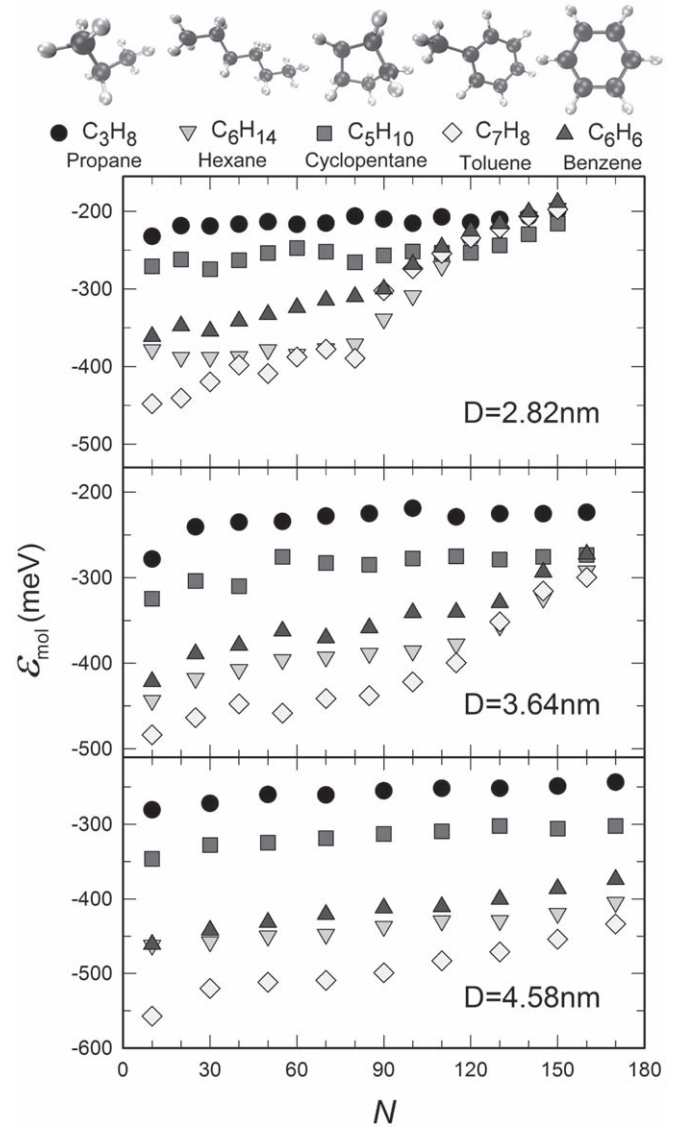 C₃H₈ C₆H₁₄ C₅H₁₀ C₇H₈ C₆H₆
Propane Hexane Cyclopentane Toluene Benzene
-200
-300
-400
-500
D=2.82nm
-200
-300
-400
-500
D=3.64nm
-300
-400
-500
-600
D=4.58nm
ℰmol (meV)
0 30 60 90 120 150 180
N